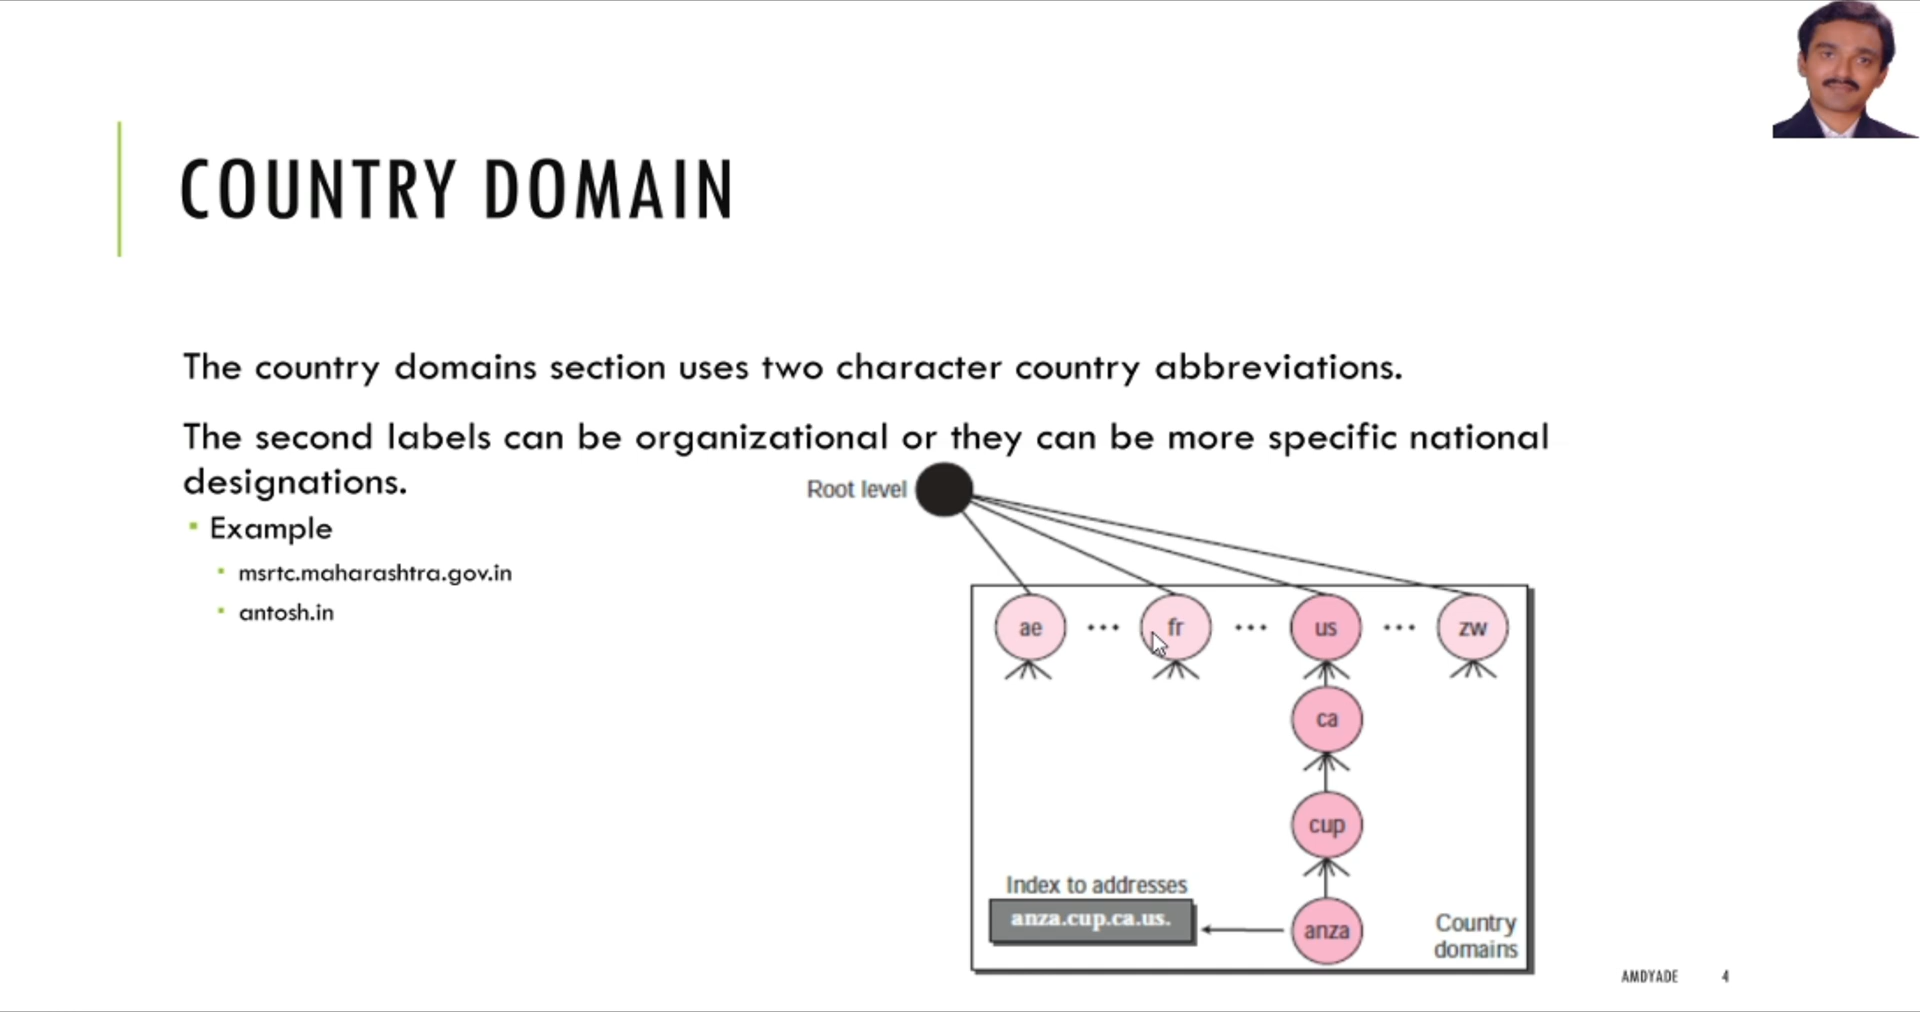 COUNTRY DOMAIN
The country domains section uses two character country abbreviations.
The second labels can be organizational or they can be more specific national
designations.
Example
msrtc.maharashtra.gov.in
antosh.in
Root level
ae ... fr ... us ... zw
ca
cup
anza
Index to addresses
anza.cup.ca.us.
Country
domains
AMDYADE 4